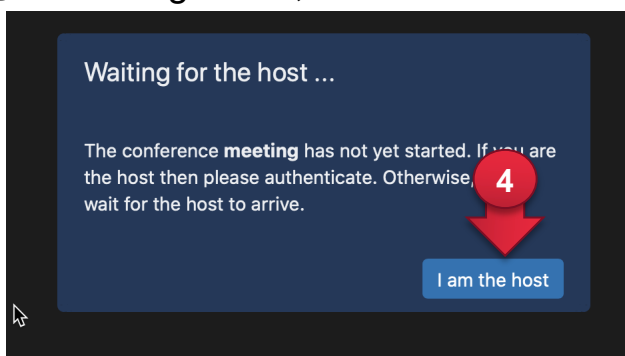 Waiting for the host ...
The conference meeting has not yet started. If you are
the host then please authenticate. Otherwise,
wait for the host to arrive.
4
I am the host